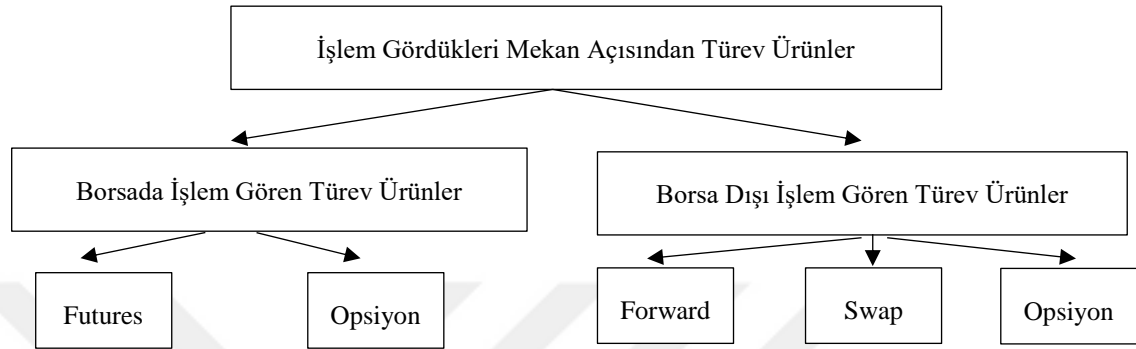 İşlem Gördükleri Mekan Açısından Türev Ürünler
Borsada İşlem Gören Türev Ürünler
Borsa Dışı İşlem Gören Türev Ürünler
Futures
Opsiyon
Forward
Swap
Opsiyon